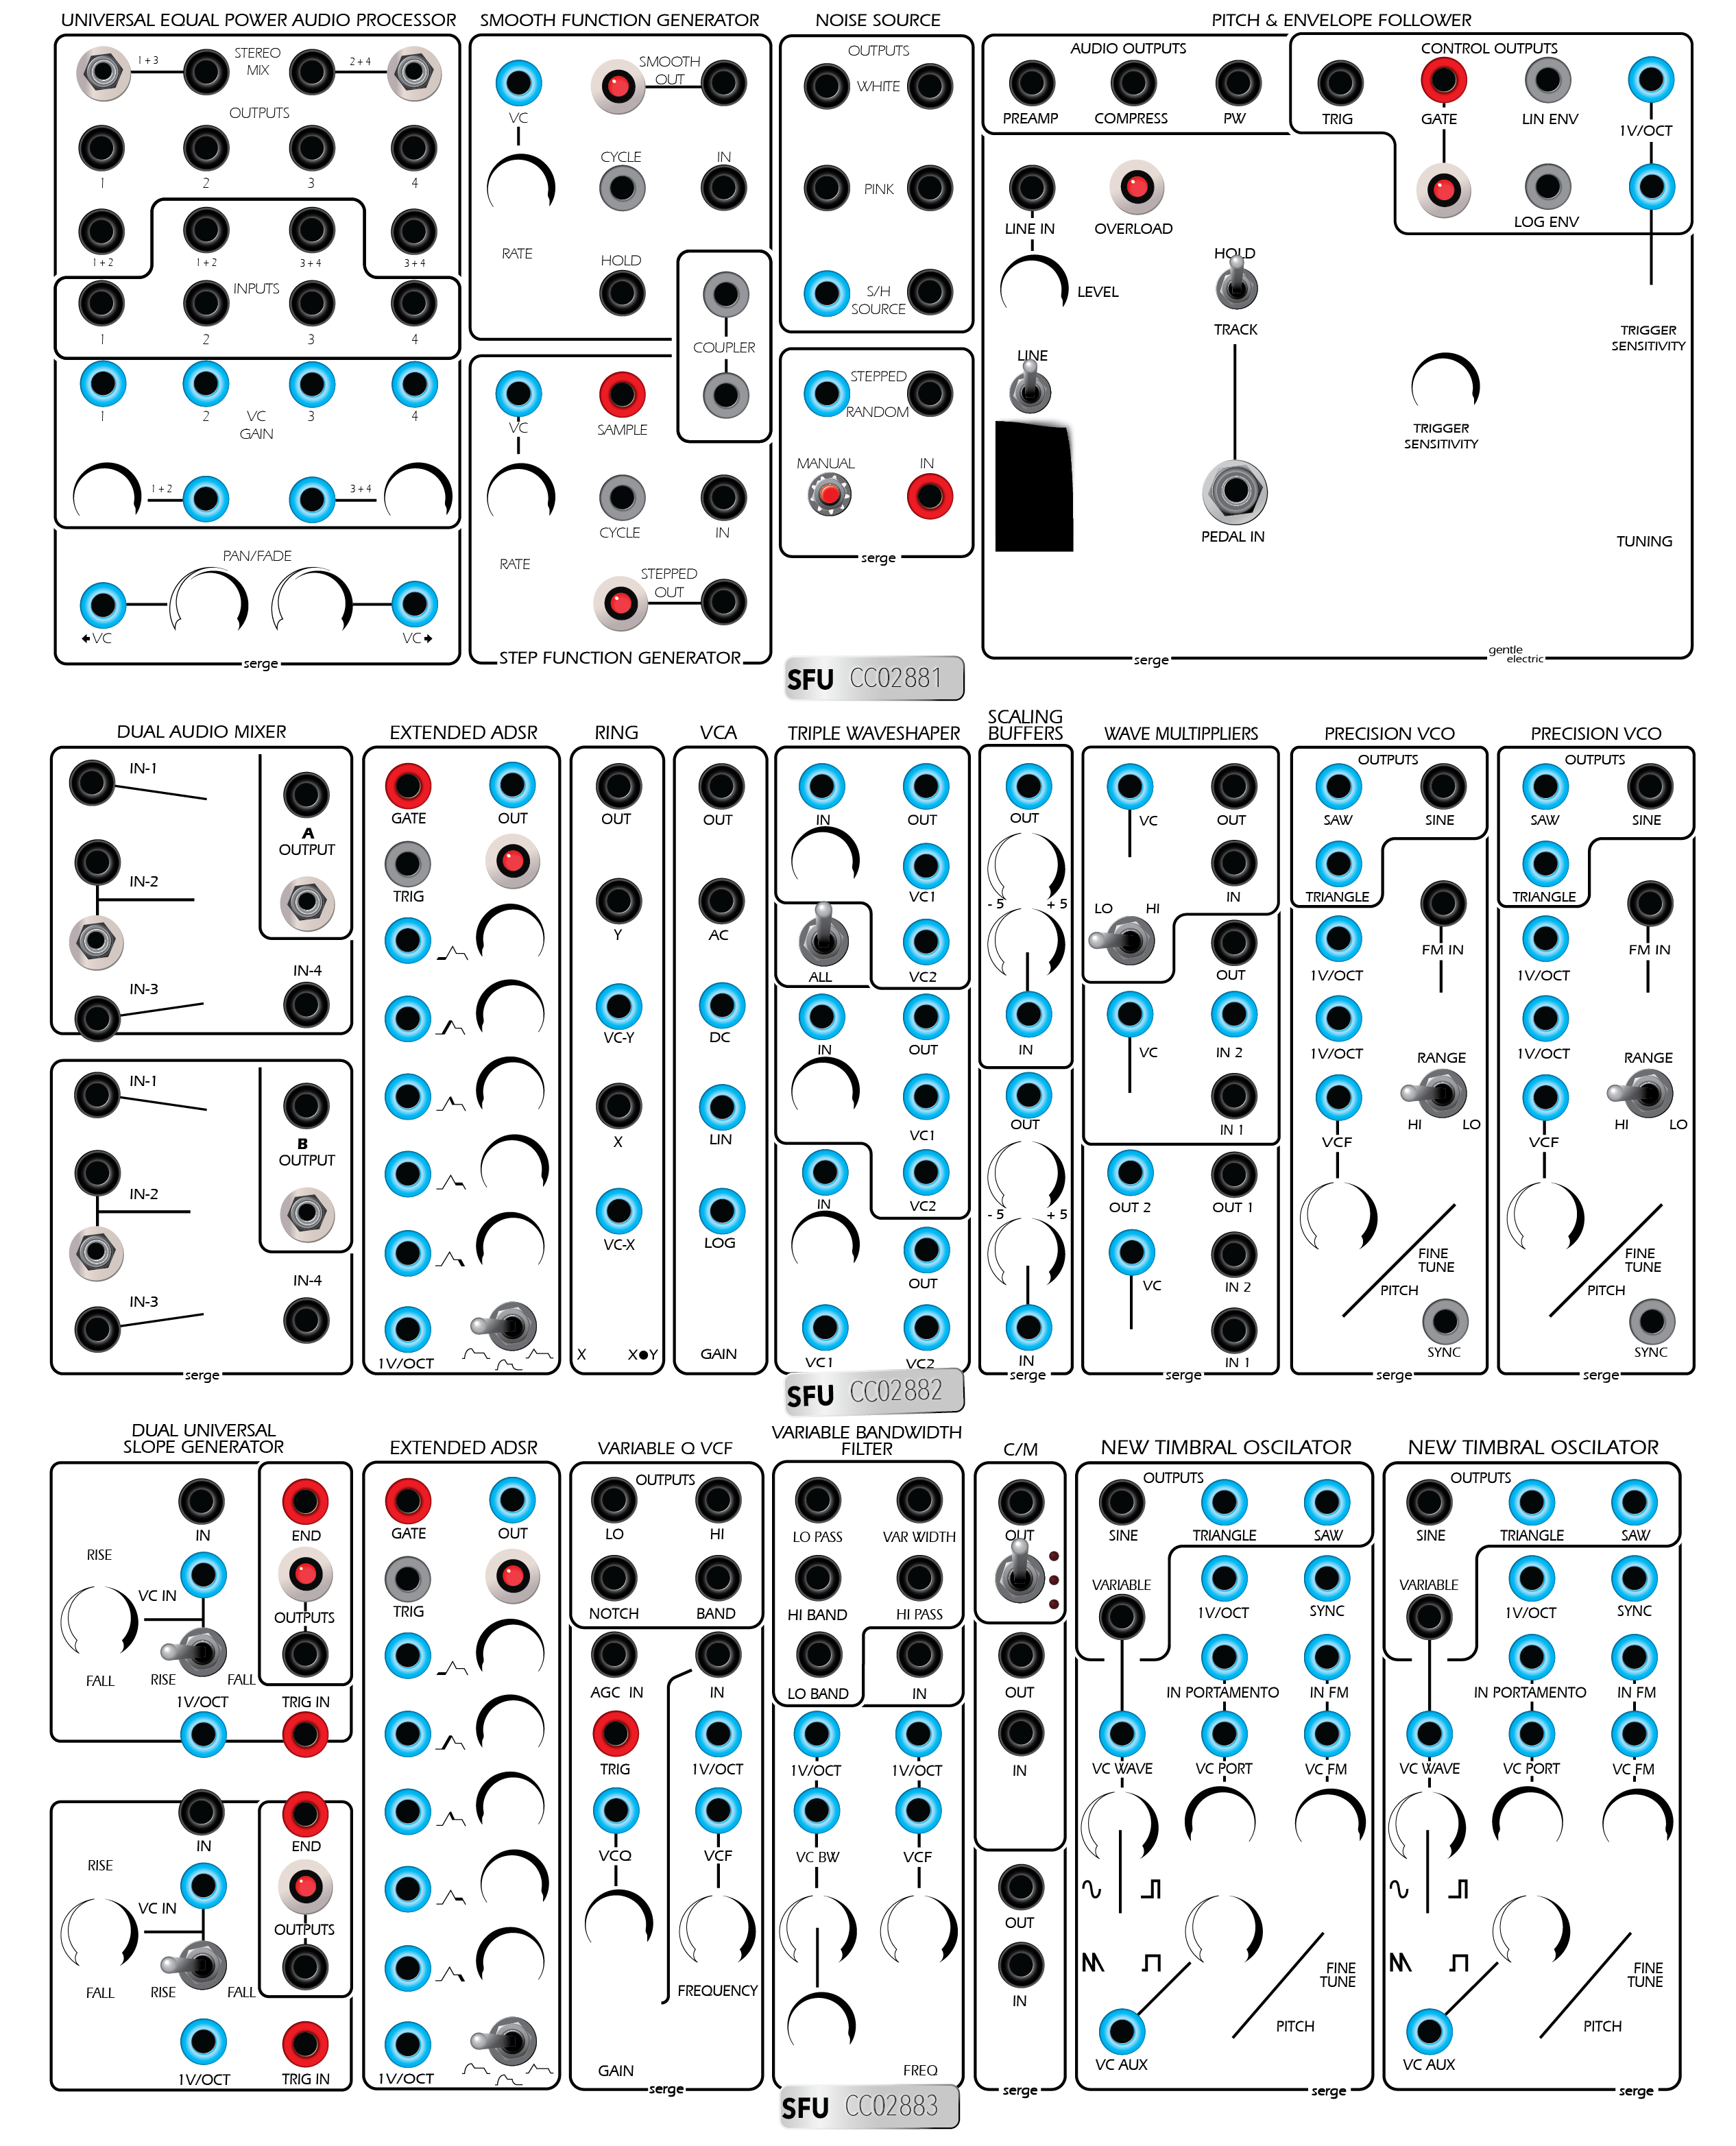 UNIVERSAL EQUAL POWER AUDIO PROCESSOR
1 + 3
STEREO
MIX
2 + 4
OUTPUTS
1 2 3 4
1 + 2 1 + 2 3 + 4 3 + 4
INPUTS
1 2 3 4
1 2 VC 3 4
GAIN
1 + 2 3 + 4
PAN/FADE
VC VC
serge
SMOOTH FUNCTION GENERATOR
SMOOTH
OUT
VC
CYCLE IN
RATE HOLD
COUPLER
VC SAMPLE
CYCLE IN
RATE
STEPPED
OUT
STEP FUNCTION GENERATOR
NOISE SOURCE
OUTPUTS
WHITE
PINK
S/H
SOURCE
STEPPED
RANDOM
MANUAL IN
serge
PITCH & ENVELOPE FOLLOWER
AUDIO OUTPUTS CONTROL OUTPUTS
PREAMP COMPRESS PW TRIG GATE LIN ENV 1V/OCT
LINE IN OVERLOAD LOG ENV
HOLD
LEVEL
TRACK
TRIGGER
SENSITIVITY
LINE
TRIGGER
SENSITIVITY
PEDAL IN TUNING
serge
gentle
electric
SFU CC02881
DUAL AUDIO MIXER
IN-1
A
OUTPUT
IN-2
IN-3 IN-4
IN-1
B
OUTPUT
IN-2
IN-3 IN-4
serge
EXTENDED ADSR
GATE OUT
TRIG
1V/OCT
RING
OUT
Y
VC-Y
X
VC-X
X X●Y
VCA
OUT
AC
DC
LIN
LOG
GAIN
TRIPLE WAVESHAPER
IN OUT
VC1
ALL VC2
IN OUT
VC1
IN VC2
OUT
VC1 VC2
SCALING
BUFFERS
OUT
- 5 + 5
IN
OUT
- 5 + 5
IN
serge
WAVE MULTIPPLIERS
VC OUT
IN
LO HI
OUT
VC IN 2
IN 1
OUT 2 OUT 1
VC IN 2
IN 1
serge
PRECISION VCO
OUTPUTS
SAW SINE
TRIANGLE
FM IN
1V/OCT
1V/OCT RANGE
HI LO
VCF
FINE
TUNE
PITCH
SYNC
serge
PRECISION VCO
OUTPUTS
SAW SINE
TRIANGLE
FM IN
1V/OCT
1V/OCT RANGE
HI LO
VCF
FINE
TUNE
PITCH
SYNC
serge
SFU CC02882
DUAL UNIVERSAL
SLOPE GENERATOR
IN END
RISE
VC IN OUTPUTS
FALL RISE FALL
1V/OCT TRIG IN
IN END
RISE
VC IN OUTPUTS
FALL RISE FALL
1V/OCT TRIG IN
EXTENDED ADSR
GATE OUT
TRIG
1V/OCT
VARIABLE Q VCF
OUTPUTS
LO HI
NOTCH BAND
AGC IN IN
TRIG 1V/OCT
VCQ VCF
FREQUENCY
GAIN
serge
VARIABLE BANDWIDTH
FILTER
LO PASS VAR WIDTH
HI BAND HI PASS
LO BAND IN
1V/OCT 1V/OCT
VC BW VCF
FREQ
C/M
OUT
OUT
IN
OUT
IN
serge
NEW TIMBRAL OSCILATOR
OUTPUTS
SINE TRIANGLE SAW
VARIABLE 1V/OCT SYNC
IN PORTAMENTO IN FM
VC WAVE VC PORT VC FM
FINE
TUNE
PITCH
VC AUX
serge
NEW TIMBRAL OSCILATOR
OUTPUTS
SINE TRIANGLE SAW
VARIABLE 1V/OCT SYNC
IN PORTAMENTO IN FM
VC WAVE VC PORT VC FM
FINE
TUNE
PITCH
VC AUX
serge
SFU CC02883